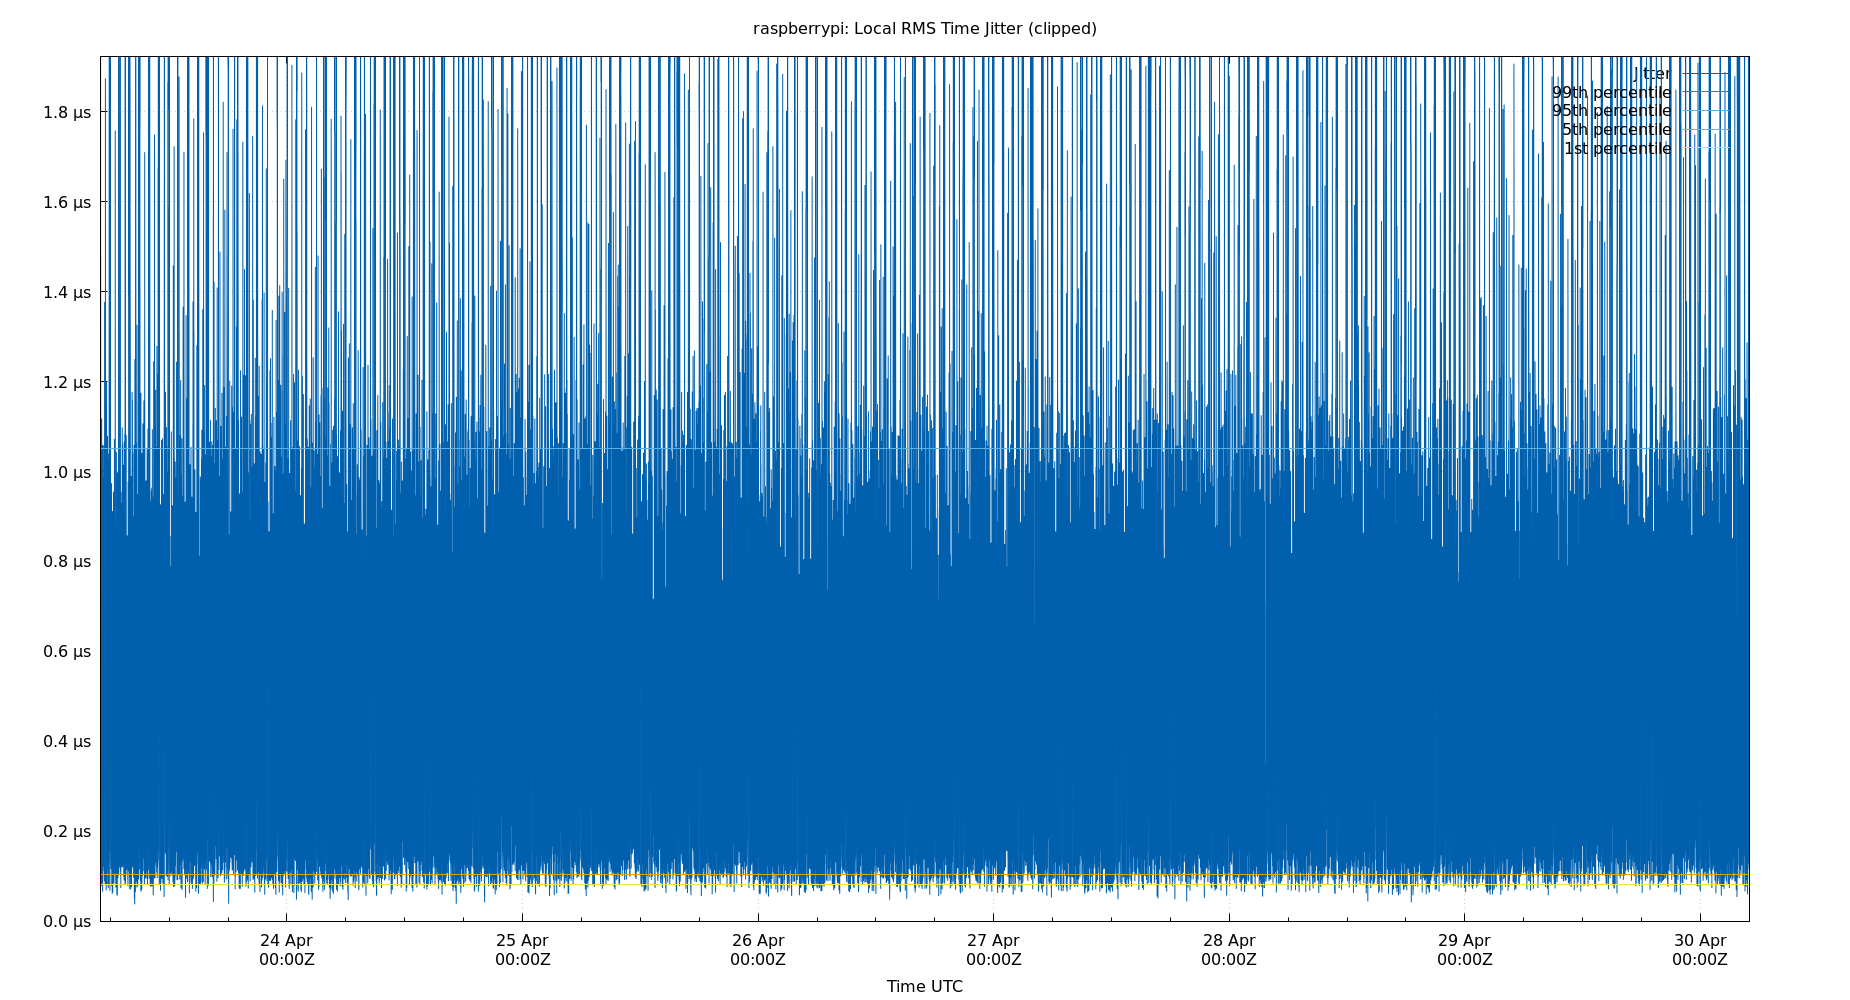 raspberrypi: Local RMS Time Jitter (clipped)
Jitter
99th percentile
95th percentile
5th percentile
1st percentile
1.8 µs
1.6 µs
1.4 µs
1.2 µs
1.0 µs
0.8 µs
0.6 µs
0.4 µs
0.2 µs
0.0 µs
24 Apr 25 Apr 26 Apr 27 Apr 28 Apr 29 Apr 30 Apr
00:00Z 00:00Z 00:00Z 00:00Z 00:00Z 00:00Z 00:00Z
Time UTC